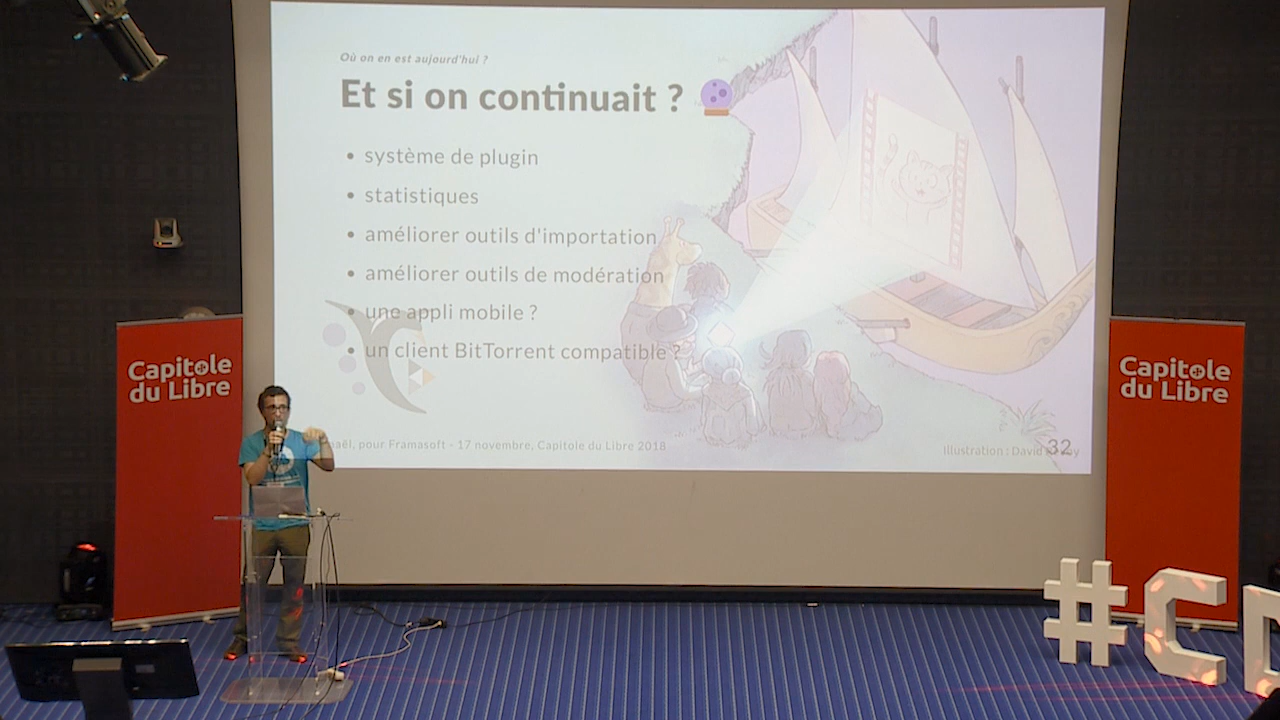 Où on en est aujourd'hui ?
Et si on continuait ?
• système de plugin
• statistiques
• améliorer outils d'importation
• améliorer outils de modération
• une appli mobile ?
• un client BitTorrent compatible ?
pour Framasoft - 17 novembre, Capitole du Libre 2018
Illustration : David
32
Capitole
du Libre
Capitole
du Libre
#C